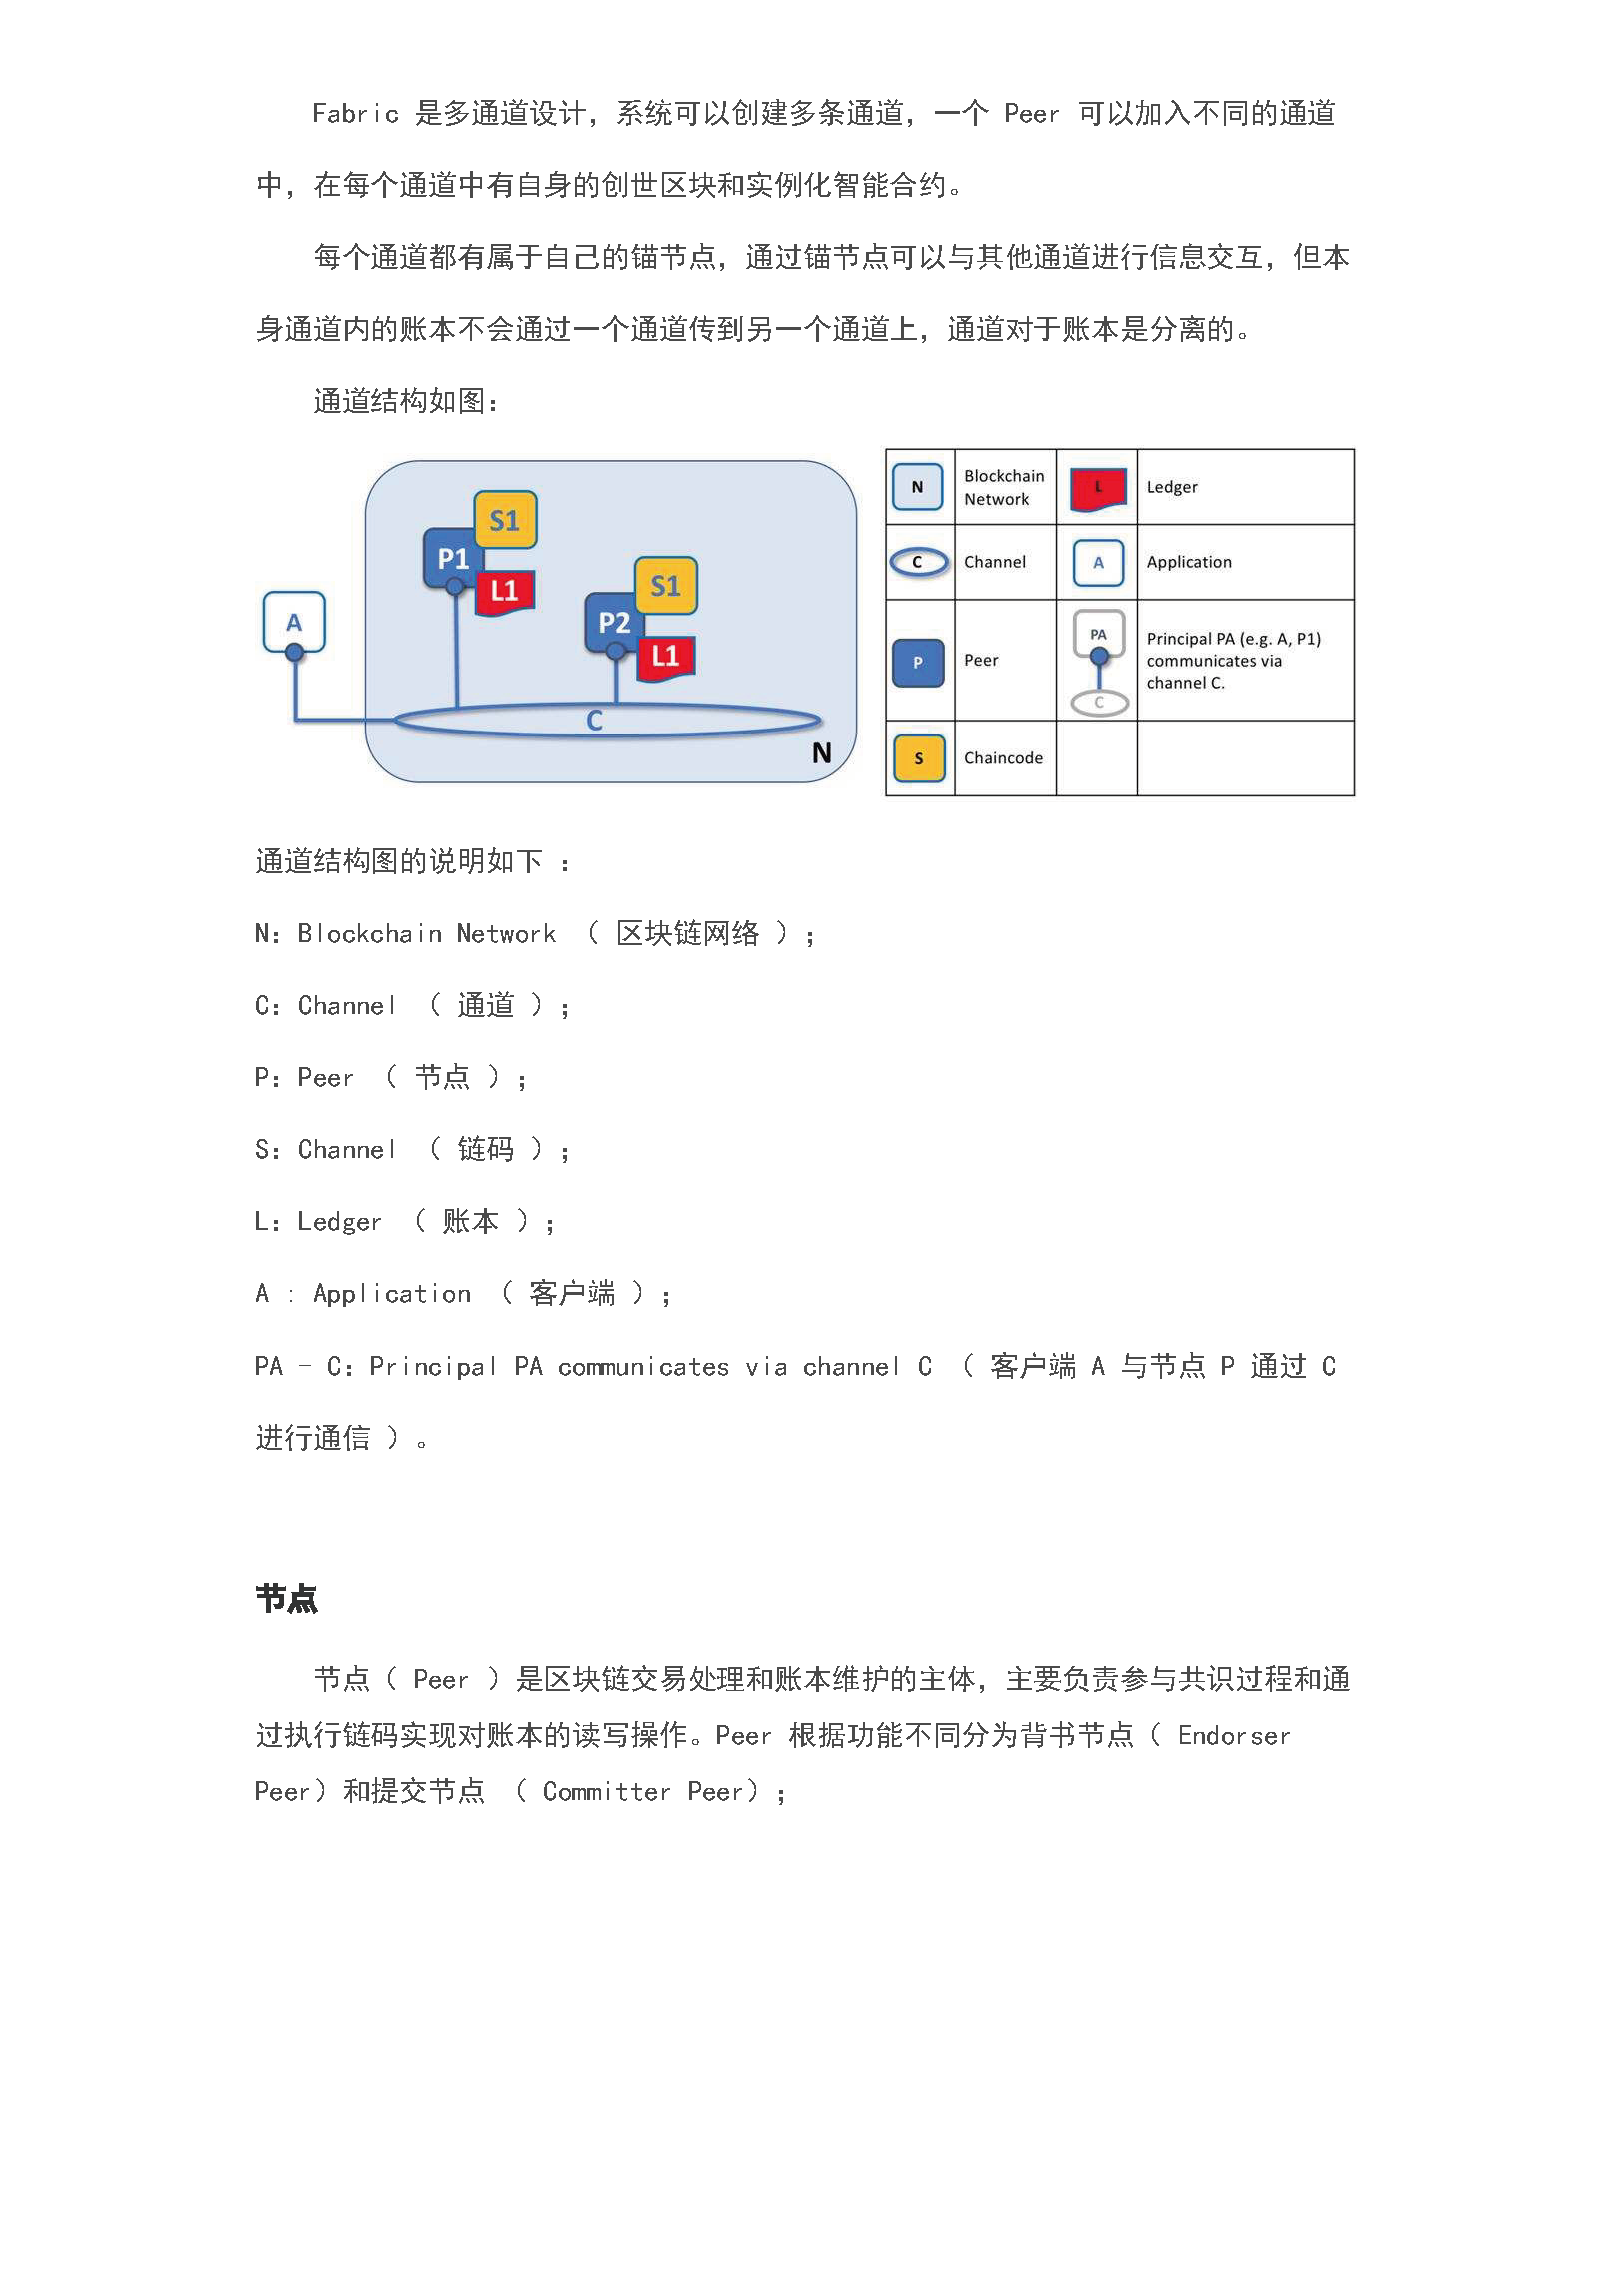 Fabric 是多通道设计，系统可以创建多条通道，一个 Peer 可以加入不同的通道
中，在每个通道中有自身的创世区块和实例化智能合约。
每个通道都有属于自己的锚节点，通过锚节点可以与其他通道进行信息交互，但本
身通道内的账本不会通过一个通道传到另一个通道上，通道对于账本是分离的。
通道结构如图：
S1
P1
L1
S1
P2
L1
A
C
N
N Blockchain Network L Ledger
C Channel A Application
P Peer PA C Principal PA (e.g. A, P1) communicates via channel C.
S Chaincode
通道结构图的说明如下 ：
N：Blockchain Network （ 区块链网络 ）；
C：Channel （ 通道 ）；
P：Peer （ 节点 ）；
S：Channel （ 链码 ）；
L：Ledger （ 账本 ）；
A : Application （ 客户端 ）；
PA - C：Principal PA communicates via channel C （ 客户端 A 与节点 P 通过 C
进行通信 ）。
节点
节点（ Peer ）是区块链交易处理和账本维护的主体，主要负责参与共识过程和通
过执行链码实现对账本的读写操作。Peer 根据功能不同分为背书节点（ Endorser
Peer）和提交节点 （ Committer Peer）；